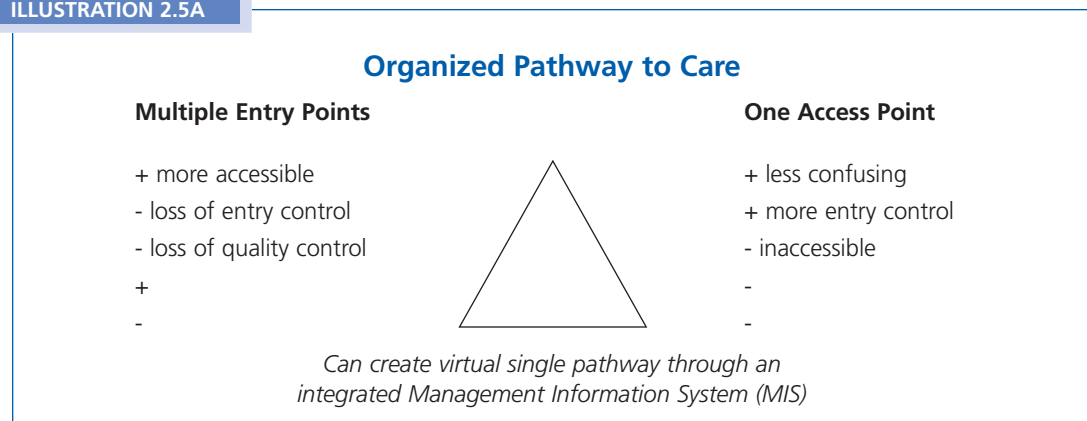 ILLUSTRATION 2.5A
Organized Pathway to Care
Multiple Entry Points
+ more accessible
- loss of entry control
- loss of quality control
+
-
One Access Point
+ less confusing
+ more entry control
- inaccessible
-
-
Can create virtual single pathway through an
integrated Management Information System (MIS)